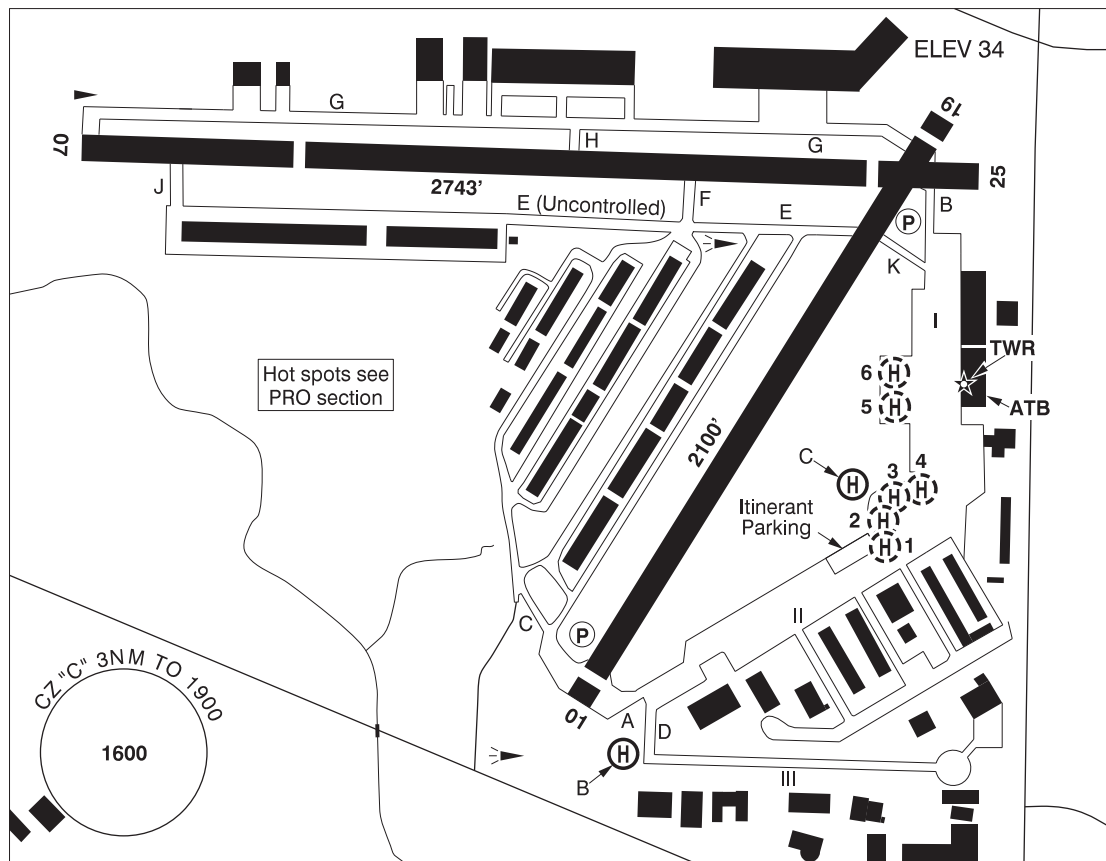 ELEV 34
19
G
07
H
G
25
J
2743'
F
B
E (Uncontrolled)
E
P
K
I
TWR
6 H
Hot spots see
PRO section
5 H
ATB
2100'
C
H
3
4
H
H
Itinerant
Parking
2 H
H 1
II
C
P
CZ "C" 3NM TO 1900
1600
01
A
D
H
B
III